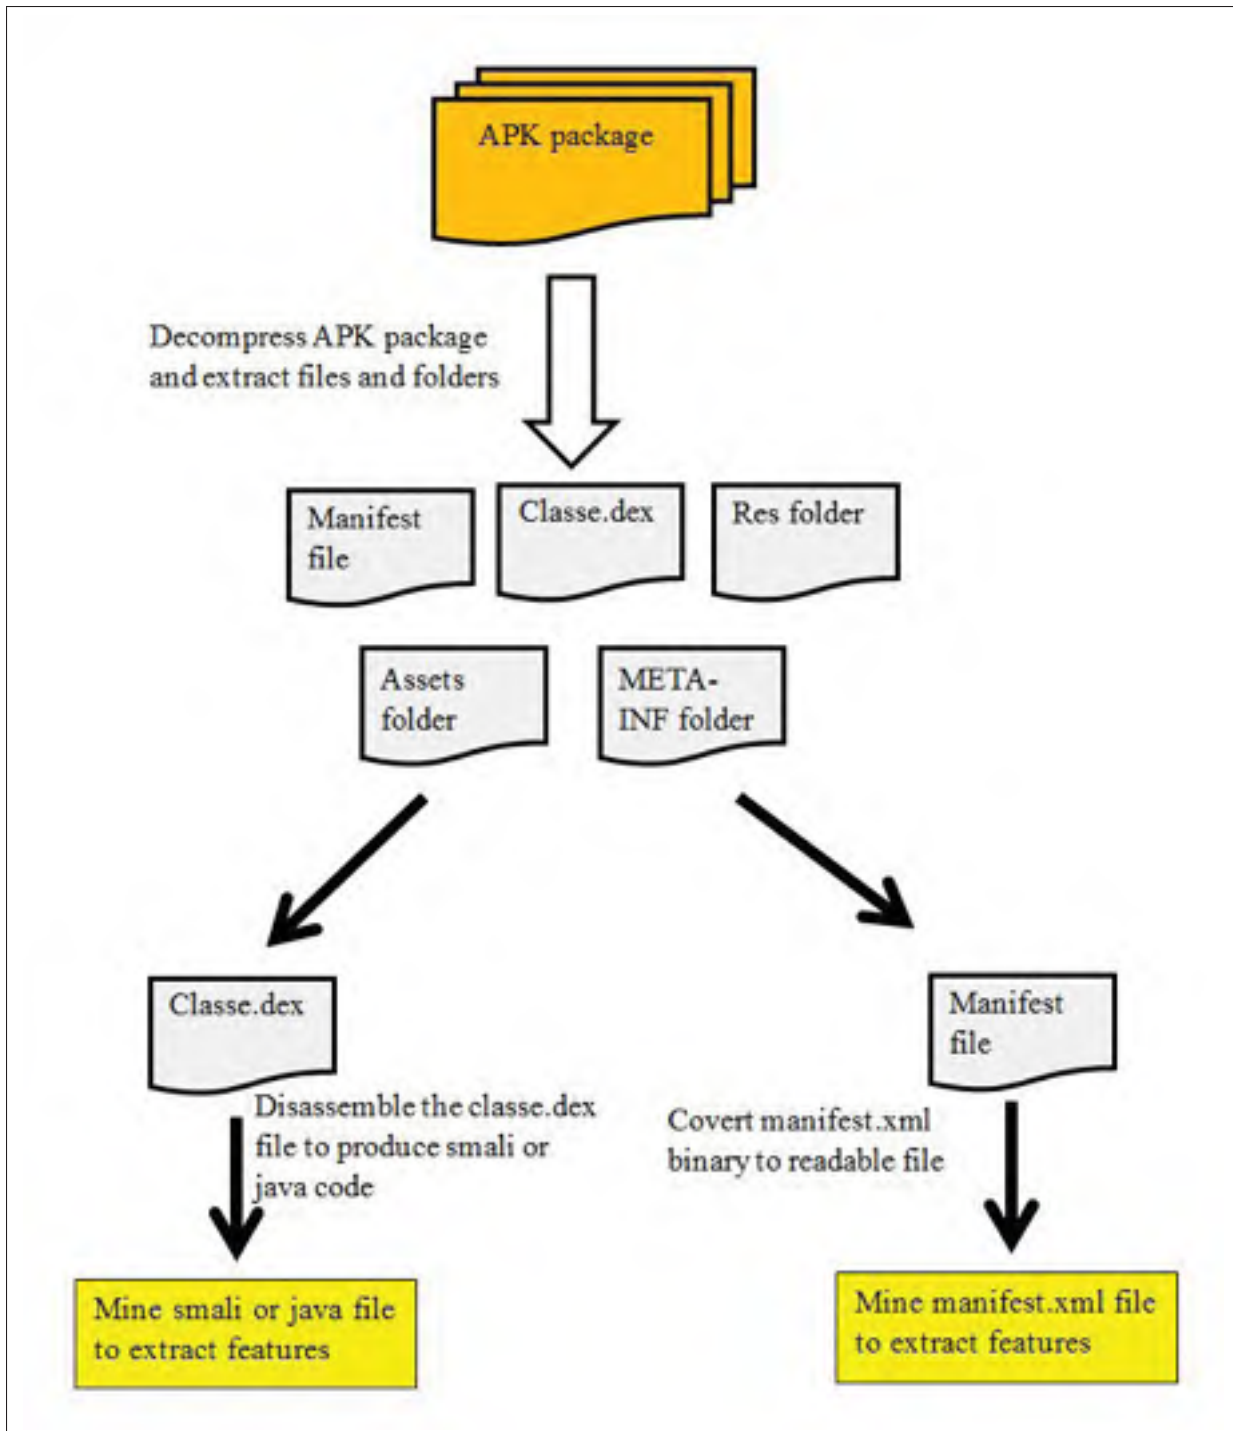 APK package
Decompress APK package
and extract files and folders
Manifest
file
Classe.dex
Res folder
Assets
folder
META-
INF folder
Classe.dex
Manifest
file
Disassemble the classe.dex
file to produce smali or
java code
Covert manifest.xml
binary to readable file
Mine smali or java file
to extract features
Mine manifest.xml file
to extract features